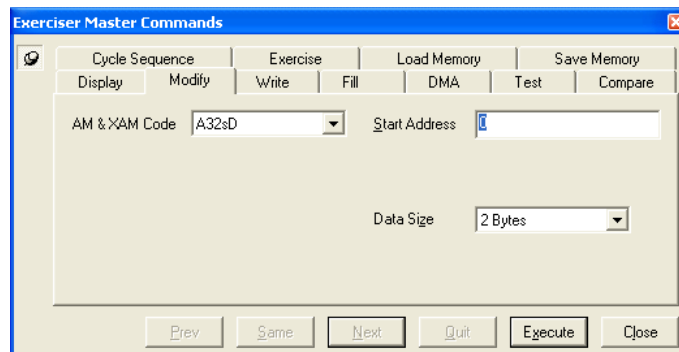 Exerciser Master Commands
Cycle Sequence Exercise Load Memory Save Memory
Display Modify Write Fill DMA Test Compare
AM & XAM Code A32sD Start Address 0
Data Size 2 Bytes
Prev Same Next Quit Execute Close